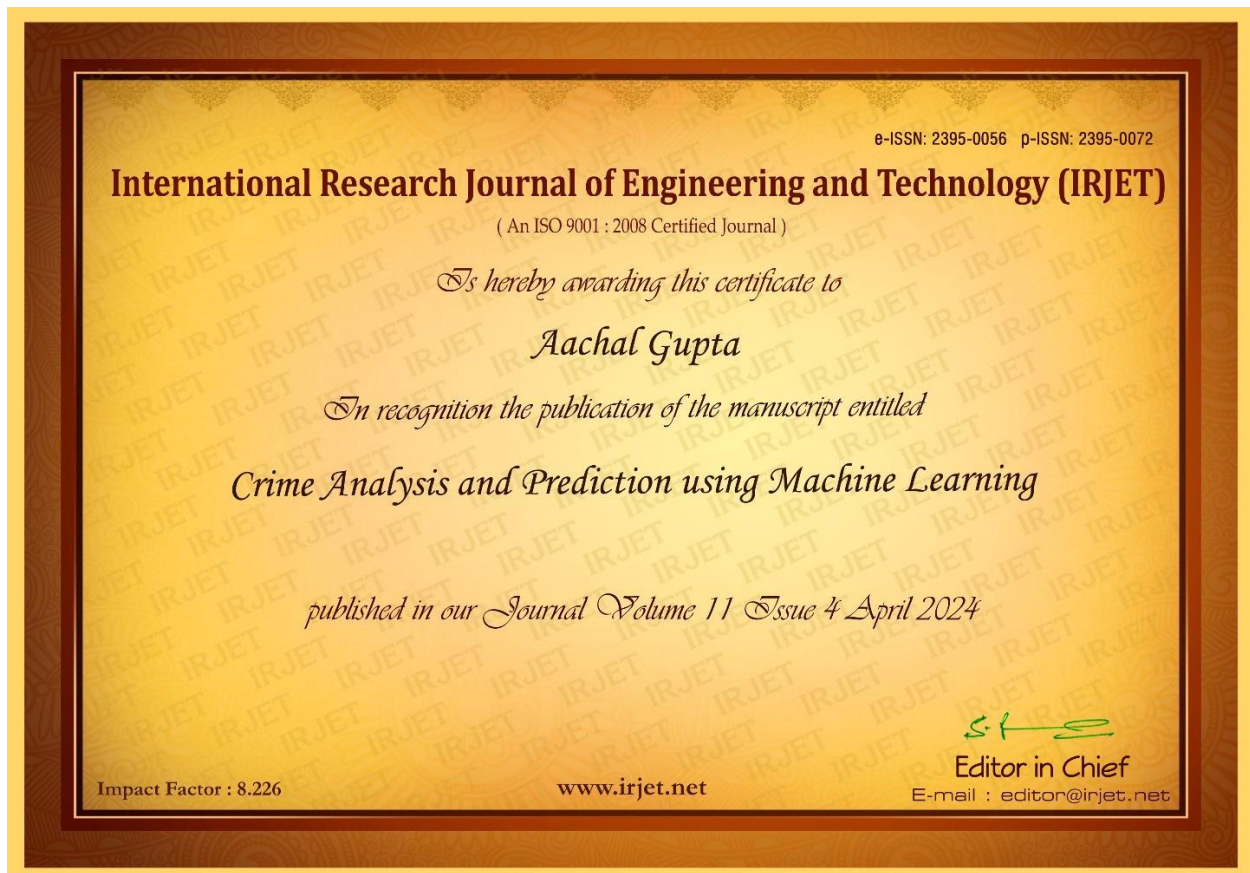 e-ISSN: 2395-0056 p-ISSN: 2395-0072
International Research Journal of Engineering and Technology (IRJET)
( An ISO 9001 : 2008 Certified Journal )
Is hereby awarding this certificate to
Aachal Gupta
In recognition the publication of the manuscript entitled
Crime Analysis and Prediction using Machine Learning
published in our Journal Volume 11 Issue 4 April 2024
Editor in Chief
Impact Factor : 8.226
www.irjet.net
E-mail : editor@irjet.net